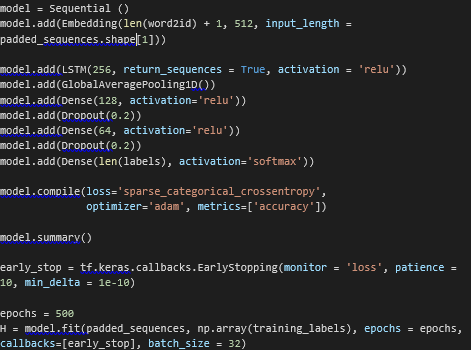 model = Sequential ()
model.add(Embedding(len(word2id) + 1, 512, input_length =
padded_sequences.shape[1]))
model.add(LSTM(256, return_sequences = True, activation = 'relu'))
model.add(GlobalAveragePooling1D())
model.add(Dense(128, activation='relu'))
model.add(Dropout(0.2))
model.add(Dense(64, activation='relu'))
model.add(Dropout(0.2))
model.add(Dense(len(labels), activation='softmax'))
model.compile(loss='sparse_categorical_crossentropy',
optimizer='adam', metrics=['accuracy'])
model.summary()
early_stop = tf.keras.callbacks.EarlyStopping(monitor = 'loss', patience =
10, min_delta = 1e-10)
epochs = 500
H = model.fit(padded_sequences, np.array(training_labels), epochs = epochs,
callbacks=[early_stop], batch_size = 32)